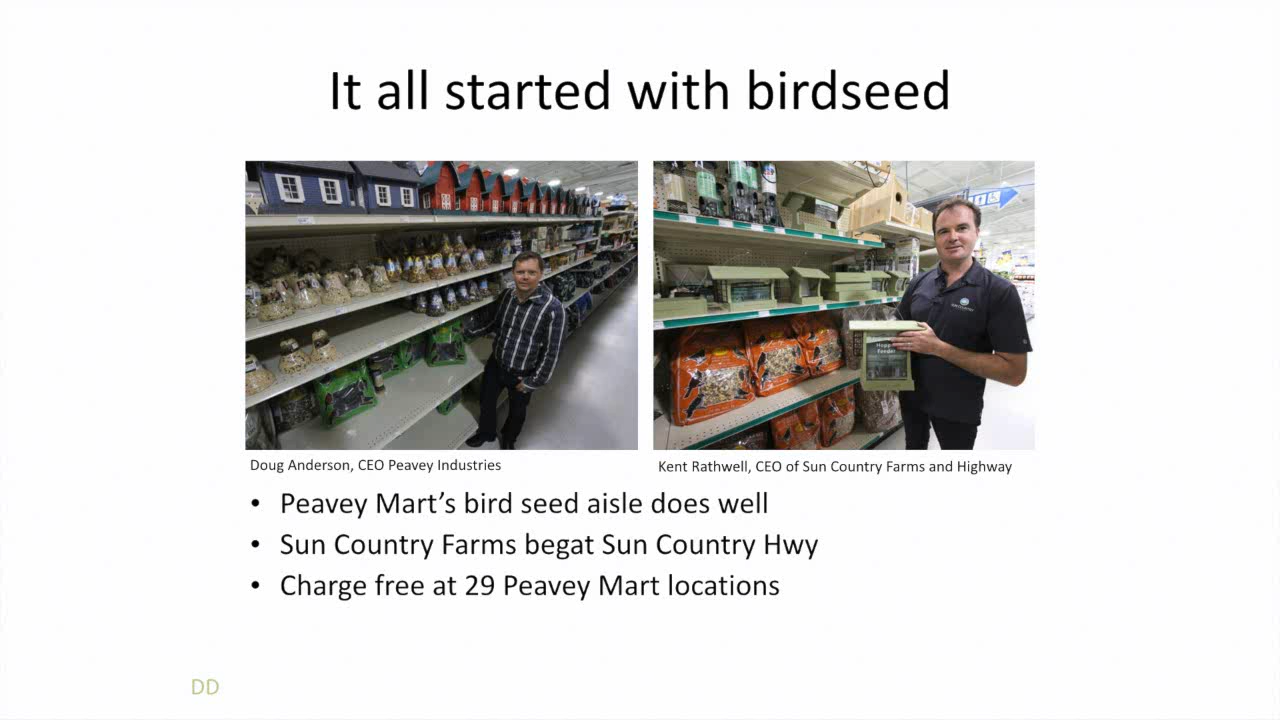 It all started with birdseed
Doug Anderson, CEO Peavey Industries
Kent Rathwell, CEO of Sun Country Farms and Highway
• Peavey Mart’s bird seed aisle does well
• Sun Country Farms begat Sun Country Hwy
• Charge free at 29 Peavey Mart locations
DD